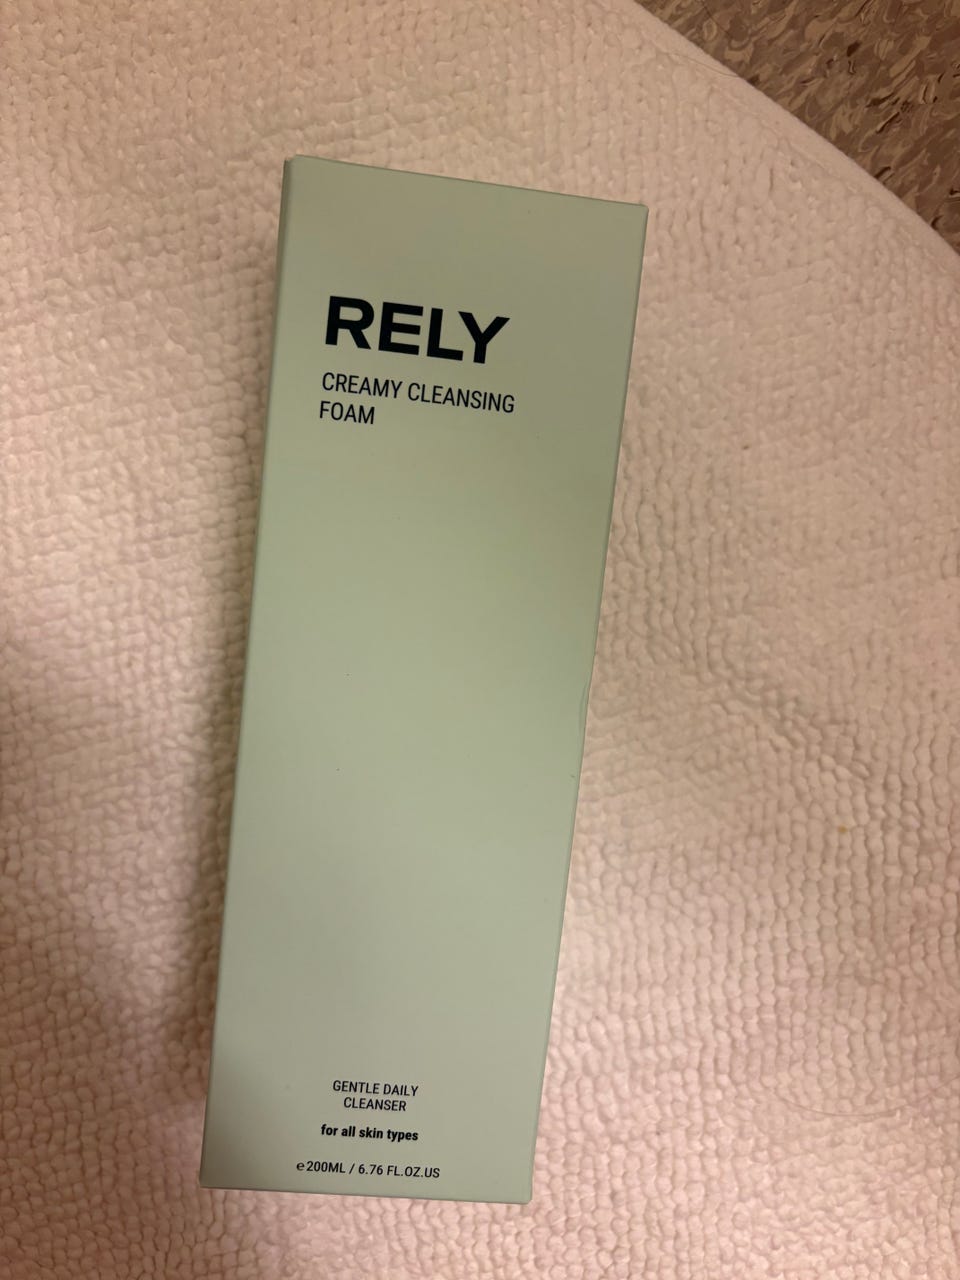 RELY
CREAMY CLEANSING
FOAM
GENTLE DAILY
CLEANSER
for all skin types
℮200ML / 6.76 FL.OZ.US